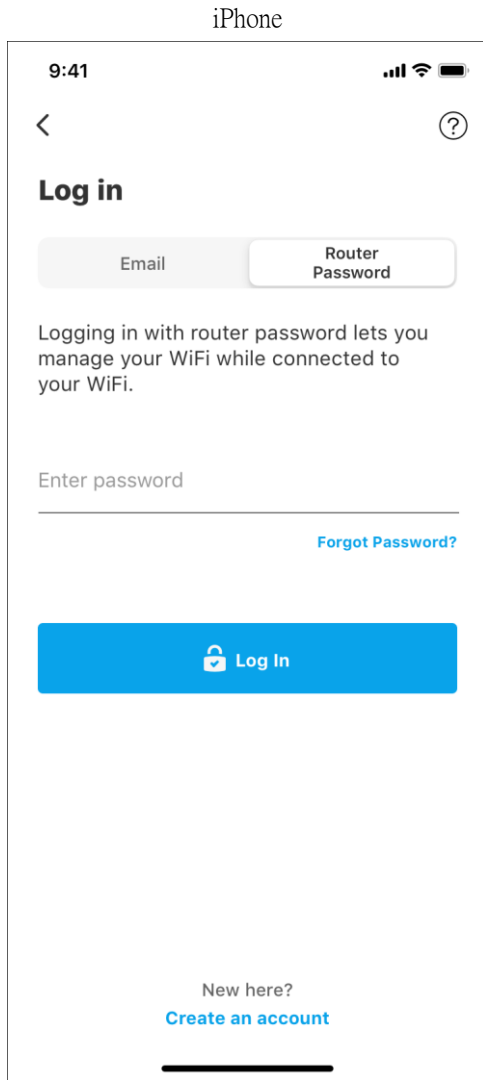 iPhone
9:41
Log in
Email
Router
Password
Logging in with router password lets you
manage your WiFi while connected to
your WiFi.
Enter password
Forgot Password?
Log In
New here?
Create an account